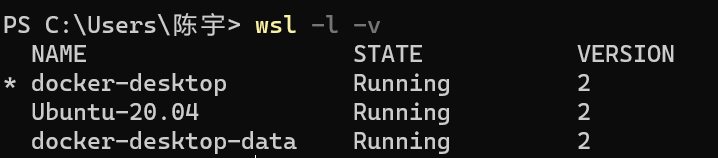 PS C:\Users\陈宇> wsl -l -v
NAME STATE VERSION
* docker-desktop Running 2
Ubuntu-20.04 Running 2
docker-desktop-data Running 2